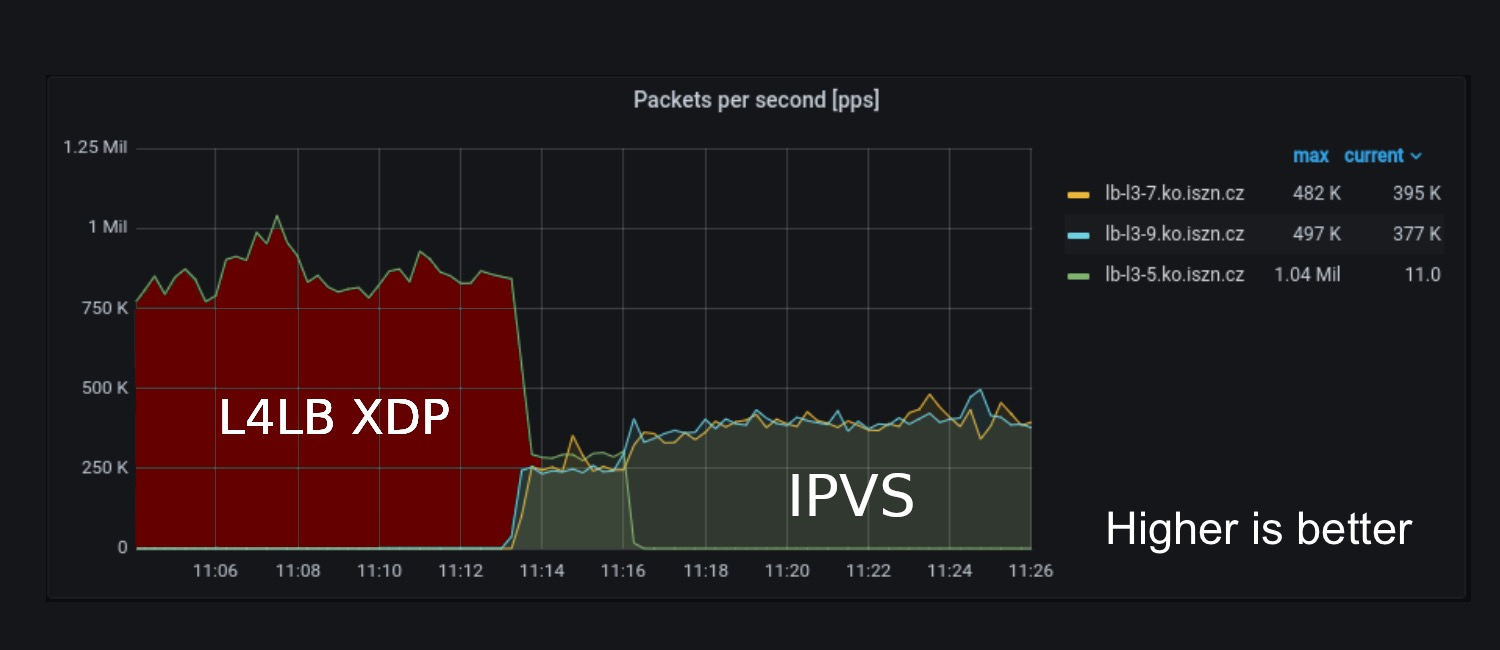 Packets per second [pps]
1.25 Mil
1 Mil
750 K
500 K
250 K
0
11:06 11:08 11:10 11:12 11:14 11:16 11:18 11:20 11:22 11:24 11:26
L4LB XDP
IPVS
max current
lb-l3-7.ko.iszn.cz 482 K 395 K
lb-l3-9.ko.iszn.cz 497 K 377 K
lb-l3-5.ko.iszn.cz 1.04 Mil 11.0
Higher is better